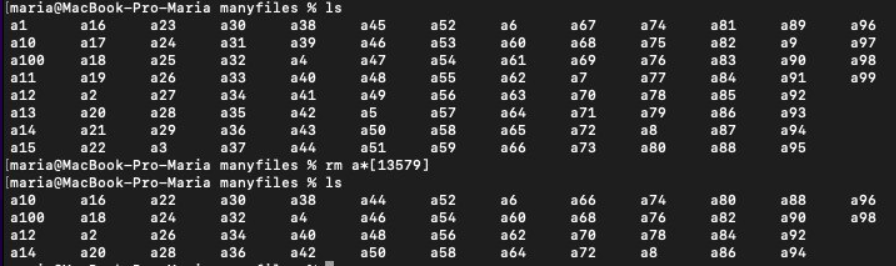 [maria@MacBook-Pro-Maria manyfiles % ls
a1 a16 a23 a30 a38 a45 a52 a6 a67 a74 a81 a89 a96
a10 a17 a24 a31 a39 a46 a53 a60 a68 a75 a82 a9 a97
a100 a18 a25 a32 a4 a47 a54 a61 a69 a76 a83 a90 a98
a11 a19 a26 a33 a40 a48 a55 a62 a7 a77 a84 a91 a99
a12 a2 a27 a34 a41 a49 a56 a63 a70 a78 a85 a92
a13 a20 a28 a35 a42 a5 a57 a64 a71 a79 a86 a93
a14 a21 a29 a36 a43 a50 a58 a65 a72 a8 a87 a94
a15 a22 a3 a37 a44 a51 a59 a66 a73 a80 a88 a95
[maria@MacBook-Pro-Maria manyfiles % rm a*[13579]
[maria@MacBook-Pro-Maria manyfiles % ls
a10 a16 a22 a30 a38 a44 a52 a6 a66 a74 a80 a88 a96
a100 a18 a24 a32 a4 a46 a54 a60 a68 a76 a82 a90 a98
a12 a2 a26 a34 a40 a48 a56 a62 a70 a78 a84 a92
a14 a20 a28 a36 a42 a50 a58 a64 a72 a8 a86 a94